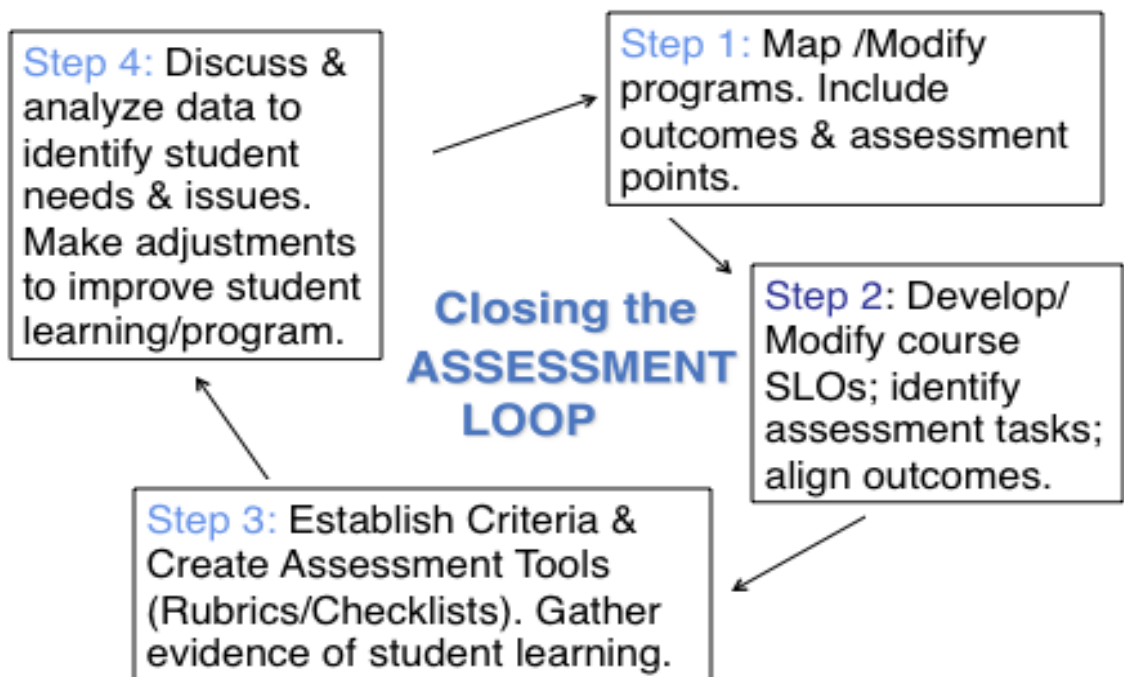 Step 1: Map /Modify
programs. Include
outcomes & assessment
points.
Step 2: Develop/
Modify course
SLOs; identify
assessment tasks;
align outcomes.
Step 3: Establish Criteria &
Create Assessment Tools
(Rubrics/Checklists). Gather
evidence of student learning.
Step 4: Discuss &
analyze data to
identify student
needs & issues.
Make adjustments
to improve student
learning/program.
Closing the
ASSESSMENT
LOOP